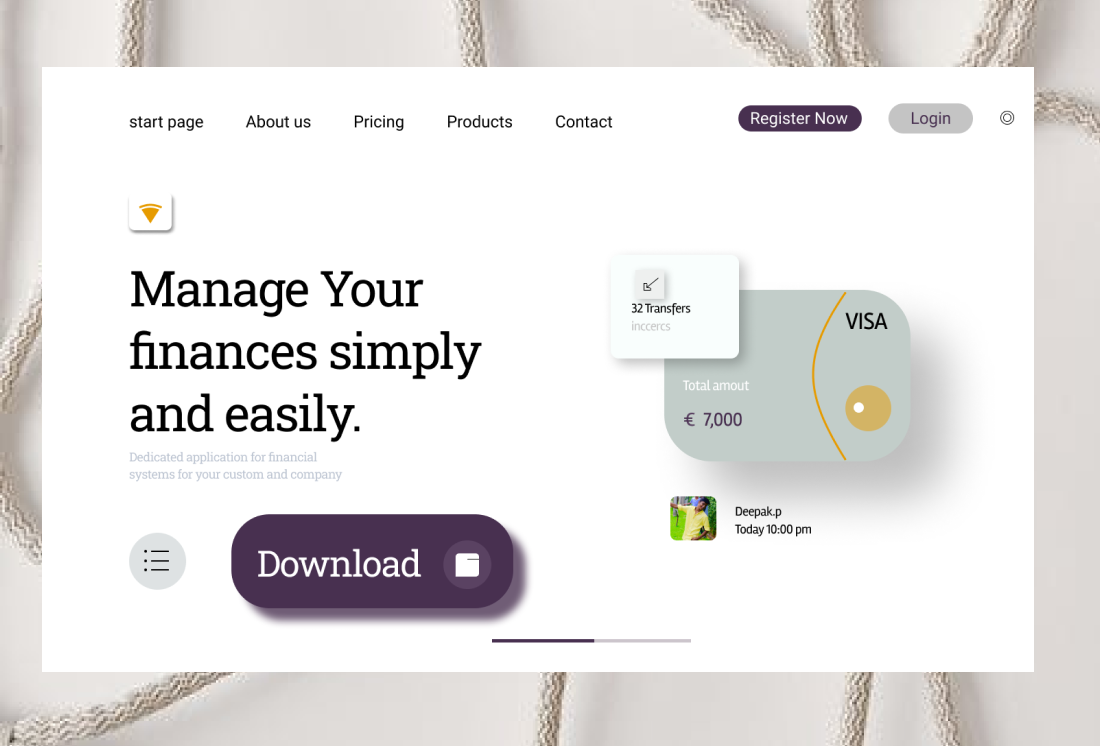 start page
About us
Pricing
Products
Contact
Register Now
Login
Manage Your
finances simply
and easily.
Dedicated application for financial
systems for your custom and company
Download
32 Transfers
inccercs
VISA
Total amout
€ 7,000
Deepak.p
Today 10:00 pm